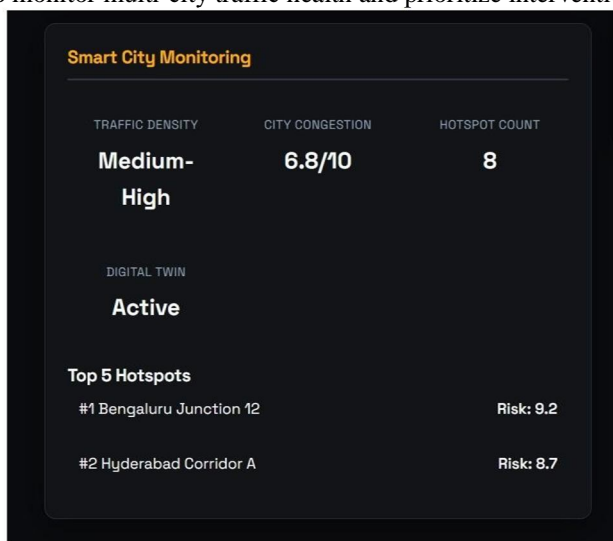 monitor multi-city traffic health and prioritize
Smart City Monitoring
TRAFFIC DENSITY CITY CONGESTION HOTSPOT COUNT
Medium- 6.8/10 8
High
DIGITAL TWIN
Active
Top 5 Hotspots
#1 Bengaluru Junction 12 Risk: 9.2
#2 Hyderabad Corridor A Risk: 8.7